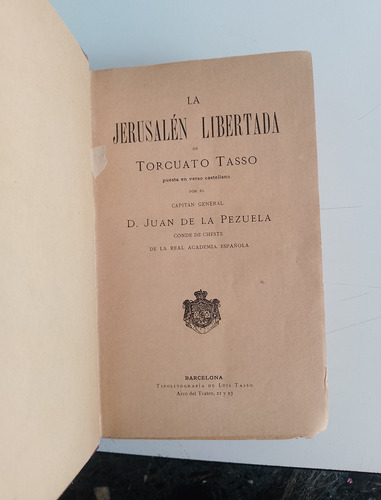 LA
JERUSALÉN LIBERTADA
DE
TORCUATO TASSO
puesta en verso castellano
POR EL
CAPITÁN GENERAL
D. JUAN DE LA PEZUELA
CONDE DE CHESTE
DE LA REAL ACADEMIA ESPAÑOLA
BARCELONA
TIPOLITOGRAFÍA DE LUIS TASSO
Arco del Teatro, 21 y 23